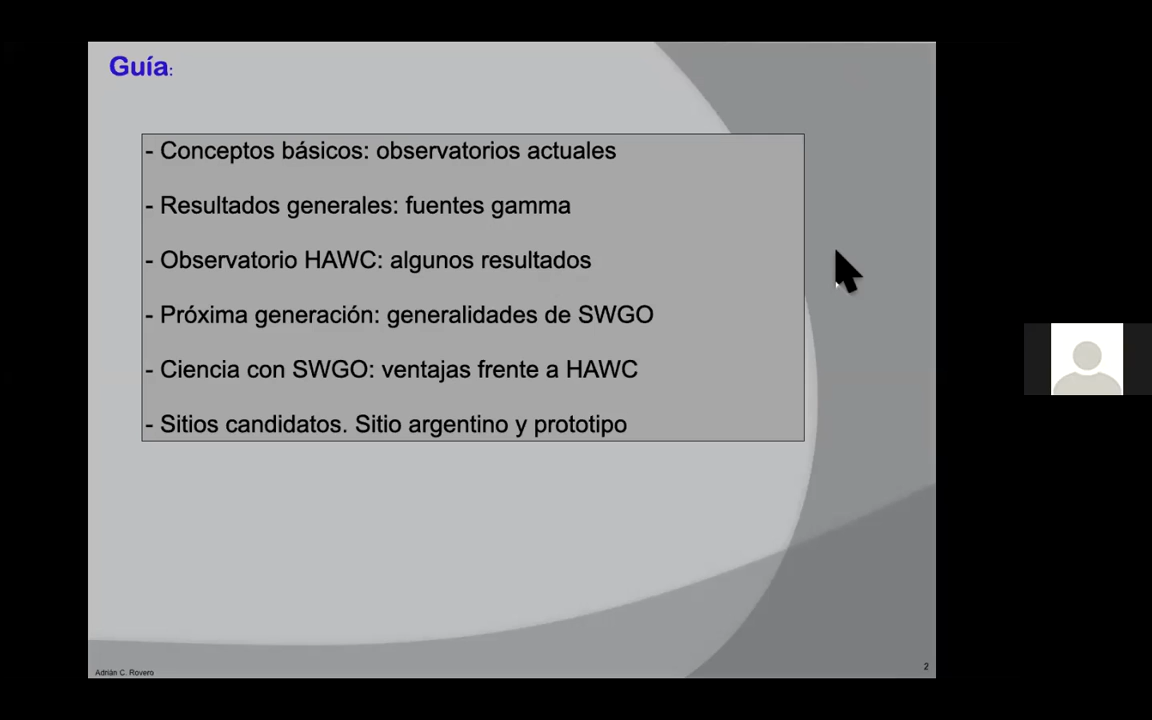 Guía:
- Conceptos básicos: observatorios actuales
- Resultados generales: fuentes gamma
- Observatorio HAWC: algunos resultados
- Próxima generación: generalidades de SWGO
- Ciencia con SWGO: ventajas frente a HAWC
- Sitios candidatos. Sitio argentino y prototipo
Adrián C. Rovero
2